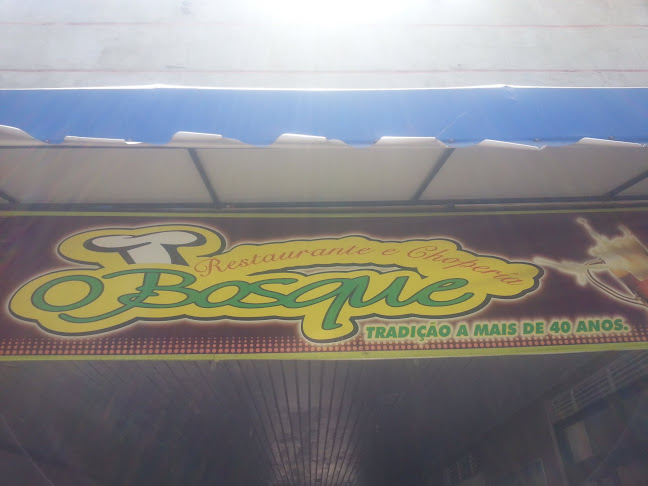 Restaurante e Choperia
O Bosque
TRADIÇÃO A MAIS DE 40 ANOS.